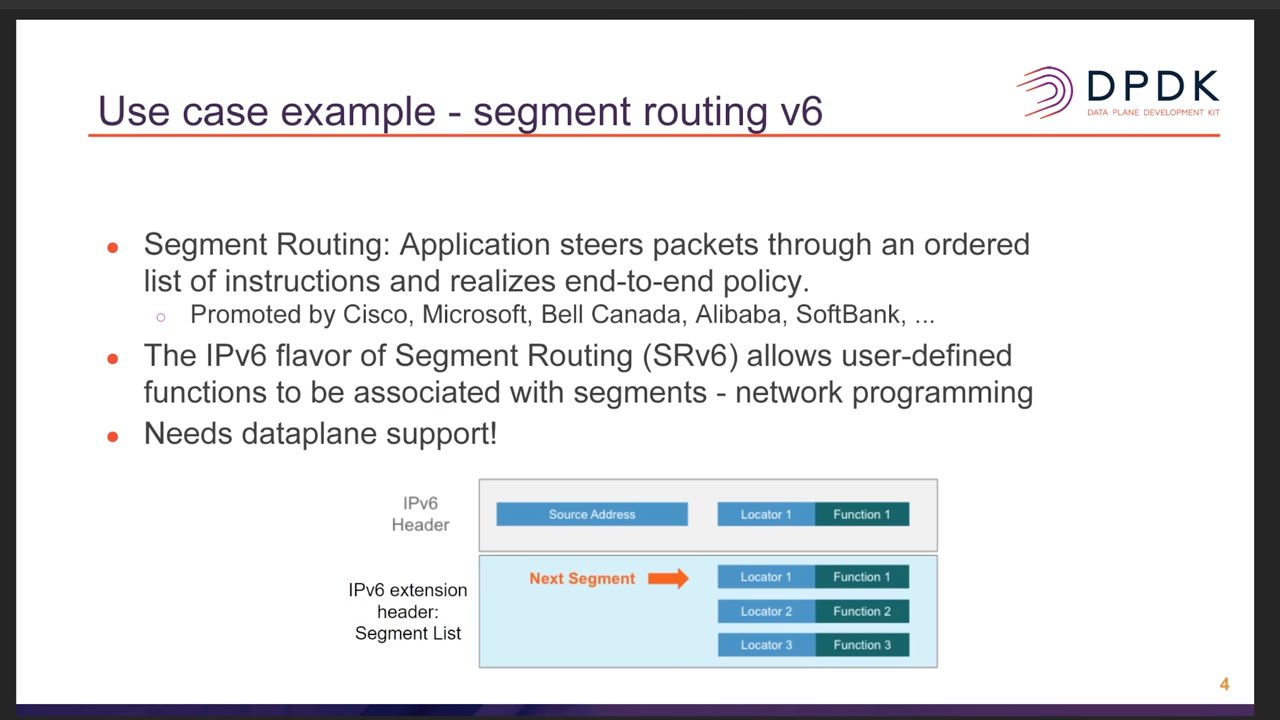 DPDK
DATA PLANE DEVELOPMENT KIT
Use case example - segment routing v6
● Segment Routing: Application steers packets through an ordered
list of instructions and realizes end-to-end policy.
○ Promoted by Cisco, Microsoft, Bell Canada, Alibaba, SoftBank, ...
● The IPv6 flavor of Segment Routing (SRv6) allows user-defined
functions to be associated with segments - network programming
● Needs dataplane support!
IPv6
Header
Source Address
Locator 1
Function 1
IPv6 extension
header:
Segment List
Next Segment
Locator 1
Function 1
Locator 2
Function 2
Locator 3
Function 3
4